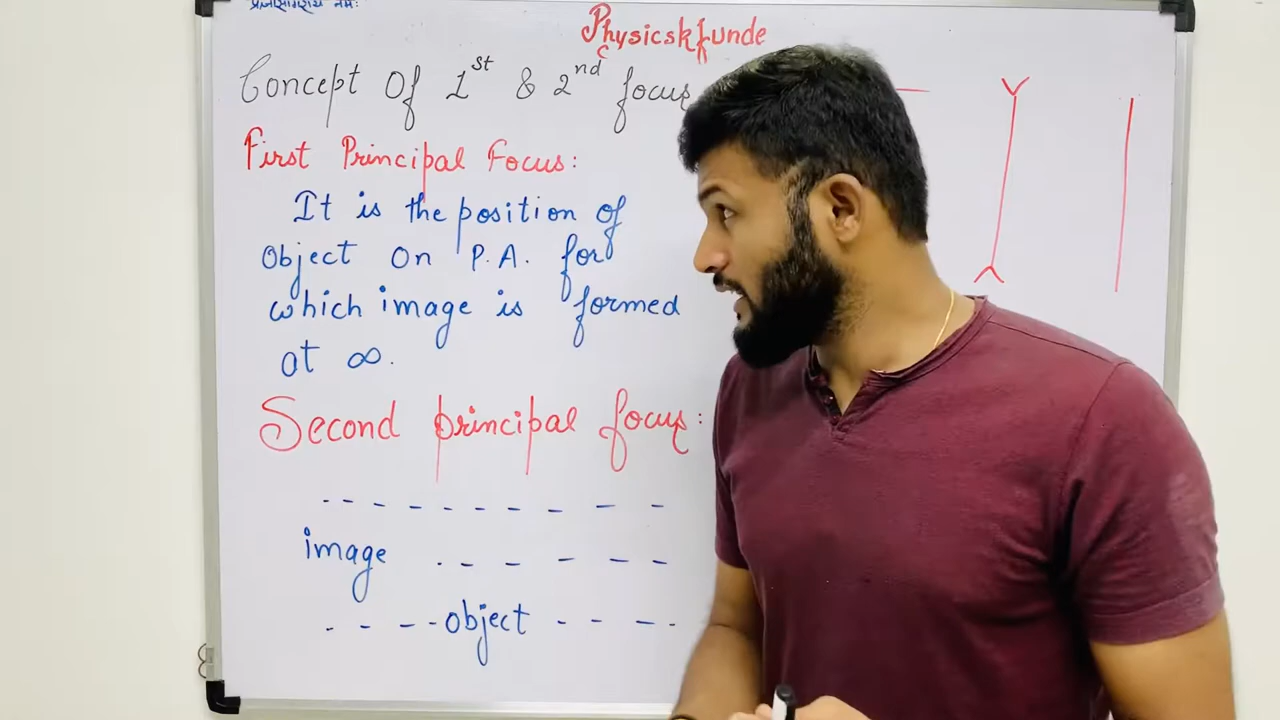 नमः
Physicskfunde
Concept Of 1st & 2nd focus
First Principal Focus:
It is the position of
Object On P.A. for
which image is formed
at ∞.
Second principal focus:
-- - - - - - - - -
image - - - - - -
- - - - object - - - -